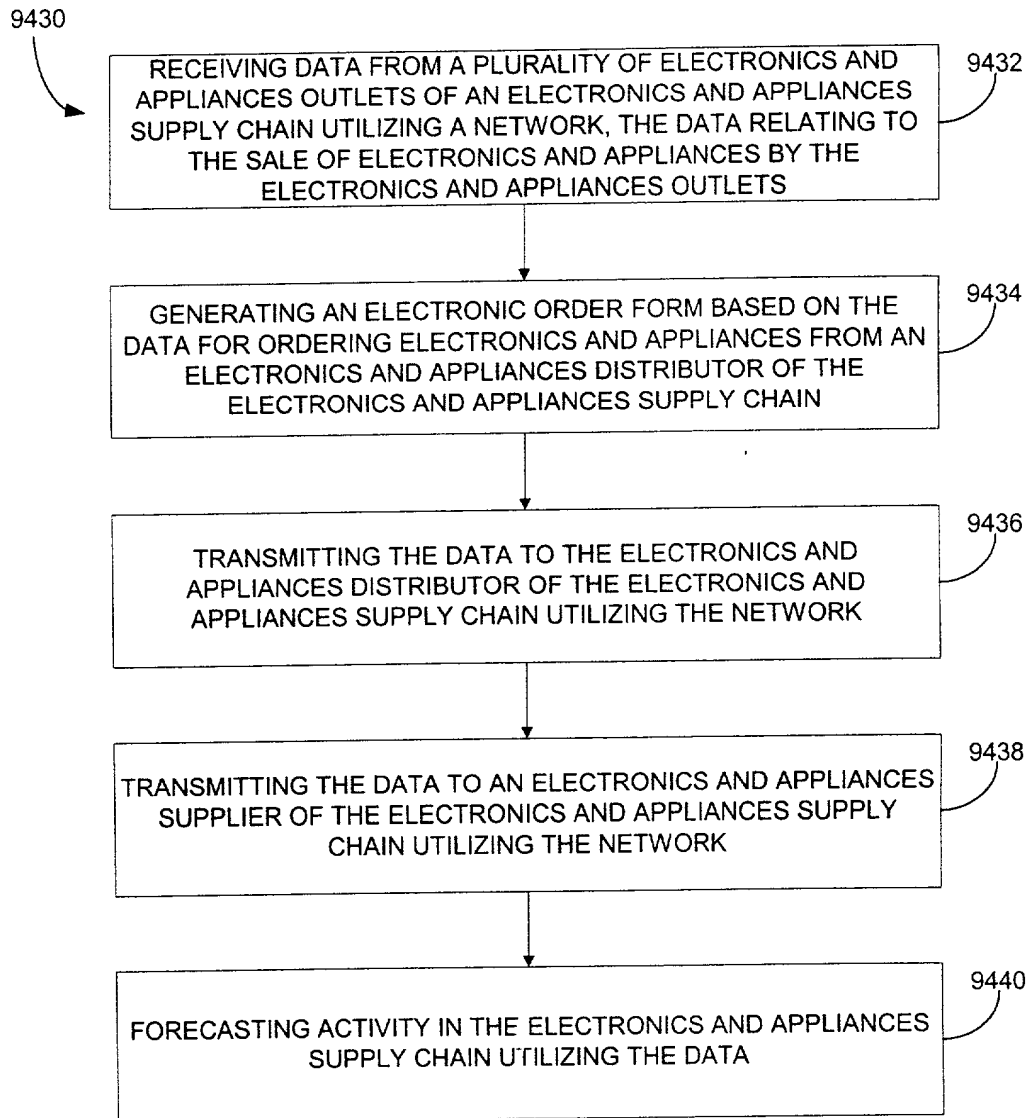 9430
RECEIVING DATA FROM A PLURALITY OF ELECTRONICS AND
APPLIANCES OUTLETS OF AN ELECTRONICS AND APPLIANCES
SUPPLY CHAIN UTILIZING A NETWORK, THE DATA RELATING TO
THE SALE OF ELECTRONICS AND APPLIANCES BY THE
ELECTRONICS AND APPLIANCES OUTLETS
9432
GENERATING AN ELECTRONIC ORDER FORM BASED ON THE
DATA FOR ORDERING ELECTRONICS AND APPLIANCES FROM AN
ELECTRONICS AND APPLIANCES DISTRIBUTOR OF THE
ELECTRONICS AND APPLIANCES SUPPLY CHAIN
9434
TRANSMITTING THE DATA TO THE ELECTRONICS AND
APPLIANCES DISTRIBUTOR OF THE ELECTRONICS AND
APPLIANCES SUPPLY CHAIN UTILIZING THE NETWORK
9436
TRANSMITTING THE DATA TO AN ELECTRONICS AND APPLIANCES
SUPPLIER OF THE ELECTRONICS AND APPLIANCES SUPPLY
CHAIN UTILIZING THE NETWORK
9438
FORECASTING ACTIVITY IN THE ELECTRONICS AND APPLIANCES
SUPPLY CHAIN UTILIZING THE DATA
9440